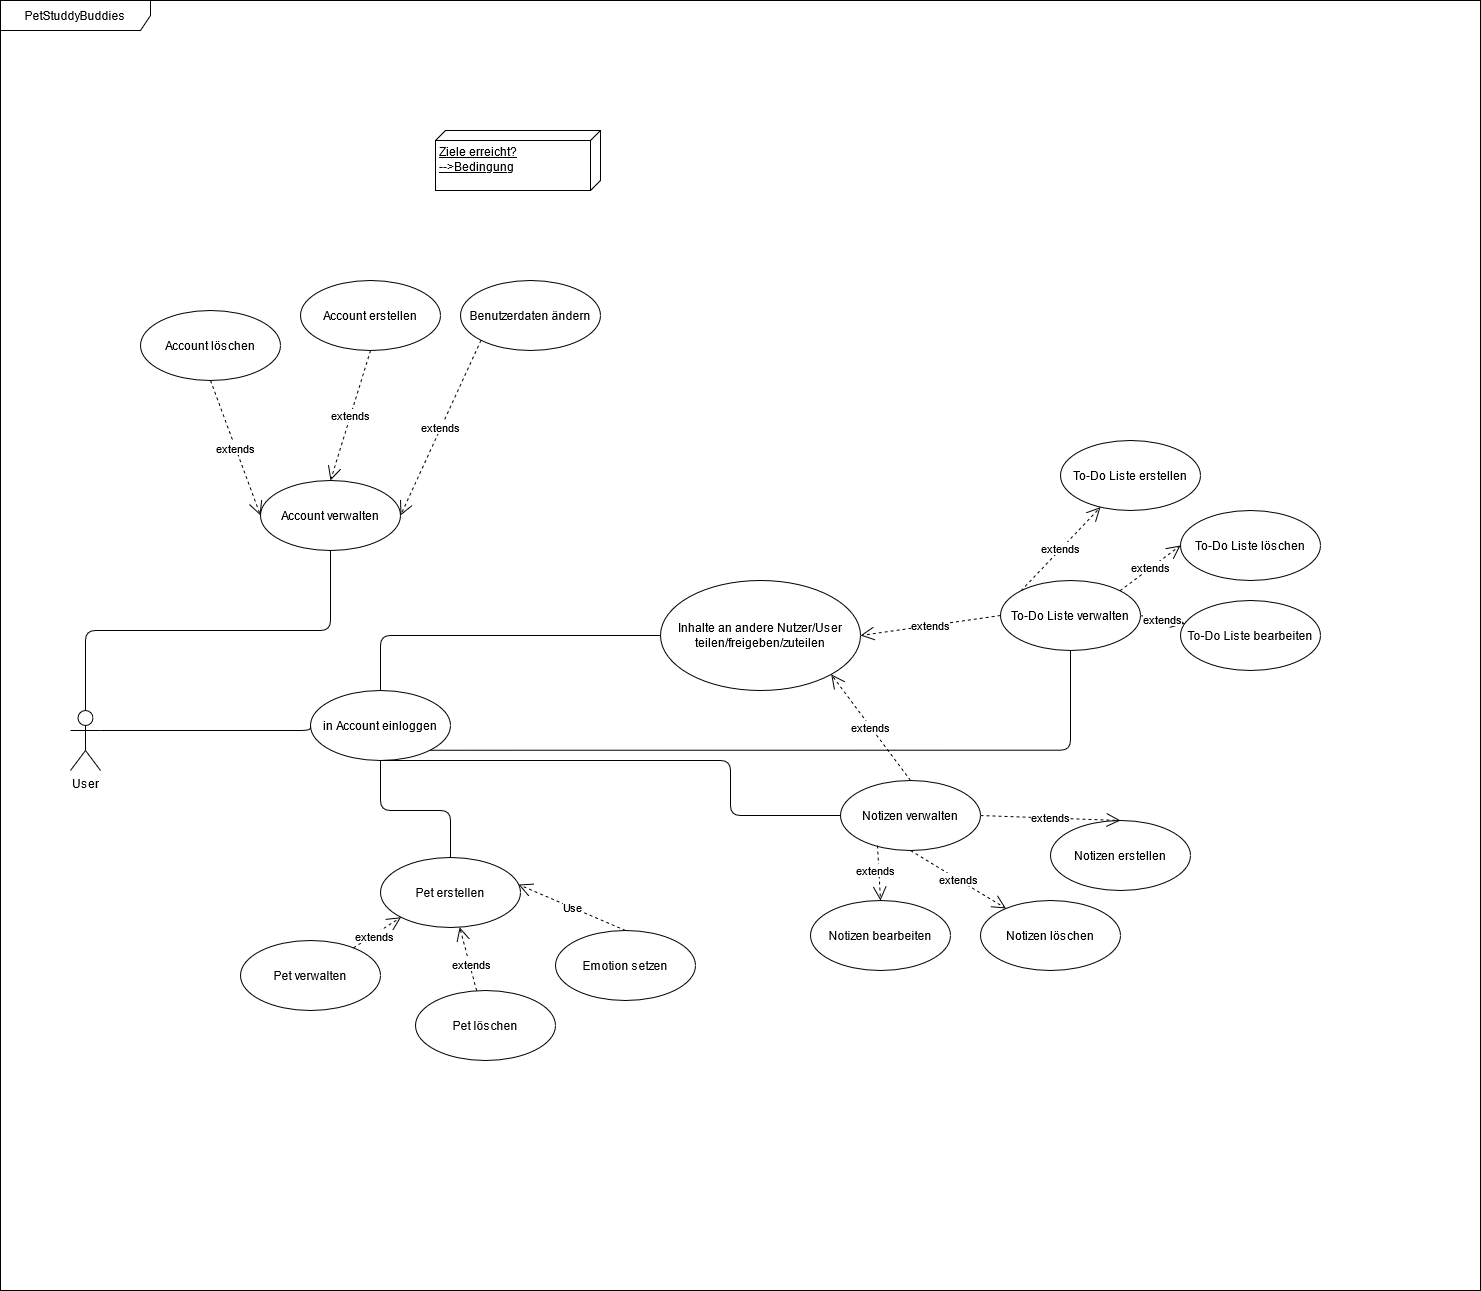 PetStuddyBuddies
Ziele erreicht?
-->Bedingung
Account löschen
Account erstellen
Benutzerdaten ändern
extends
extends
extends
Account verwalten
To-Do Liste erstellen
To-Do Liste löschen
extends
extends
To-Do Liste verwalten
extends
To-Do Liste bearbeiten
extends
Inhalte an andere Nutzer/User
teilen/freigeben/zuteilen
in Account einloggen
User
extends
Notizen verwalten
extends
Notizen erstellen
extends
extends
Notizen bearbeiten
Notizen löschen
Pet erstellen
Use
extends
extends
Pet verwalten
Emotion setzen
Pet löschen